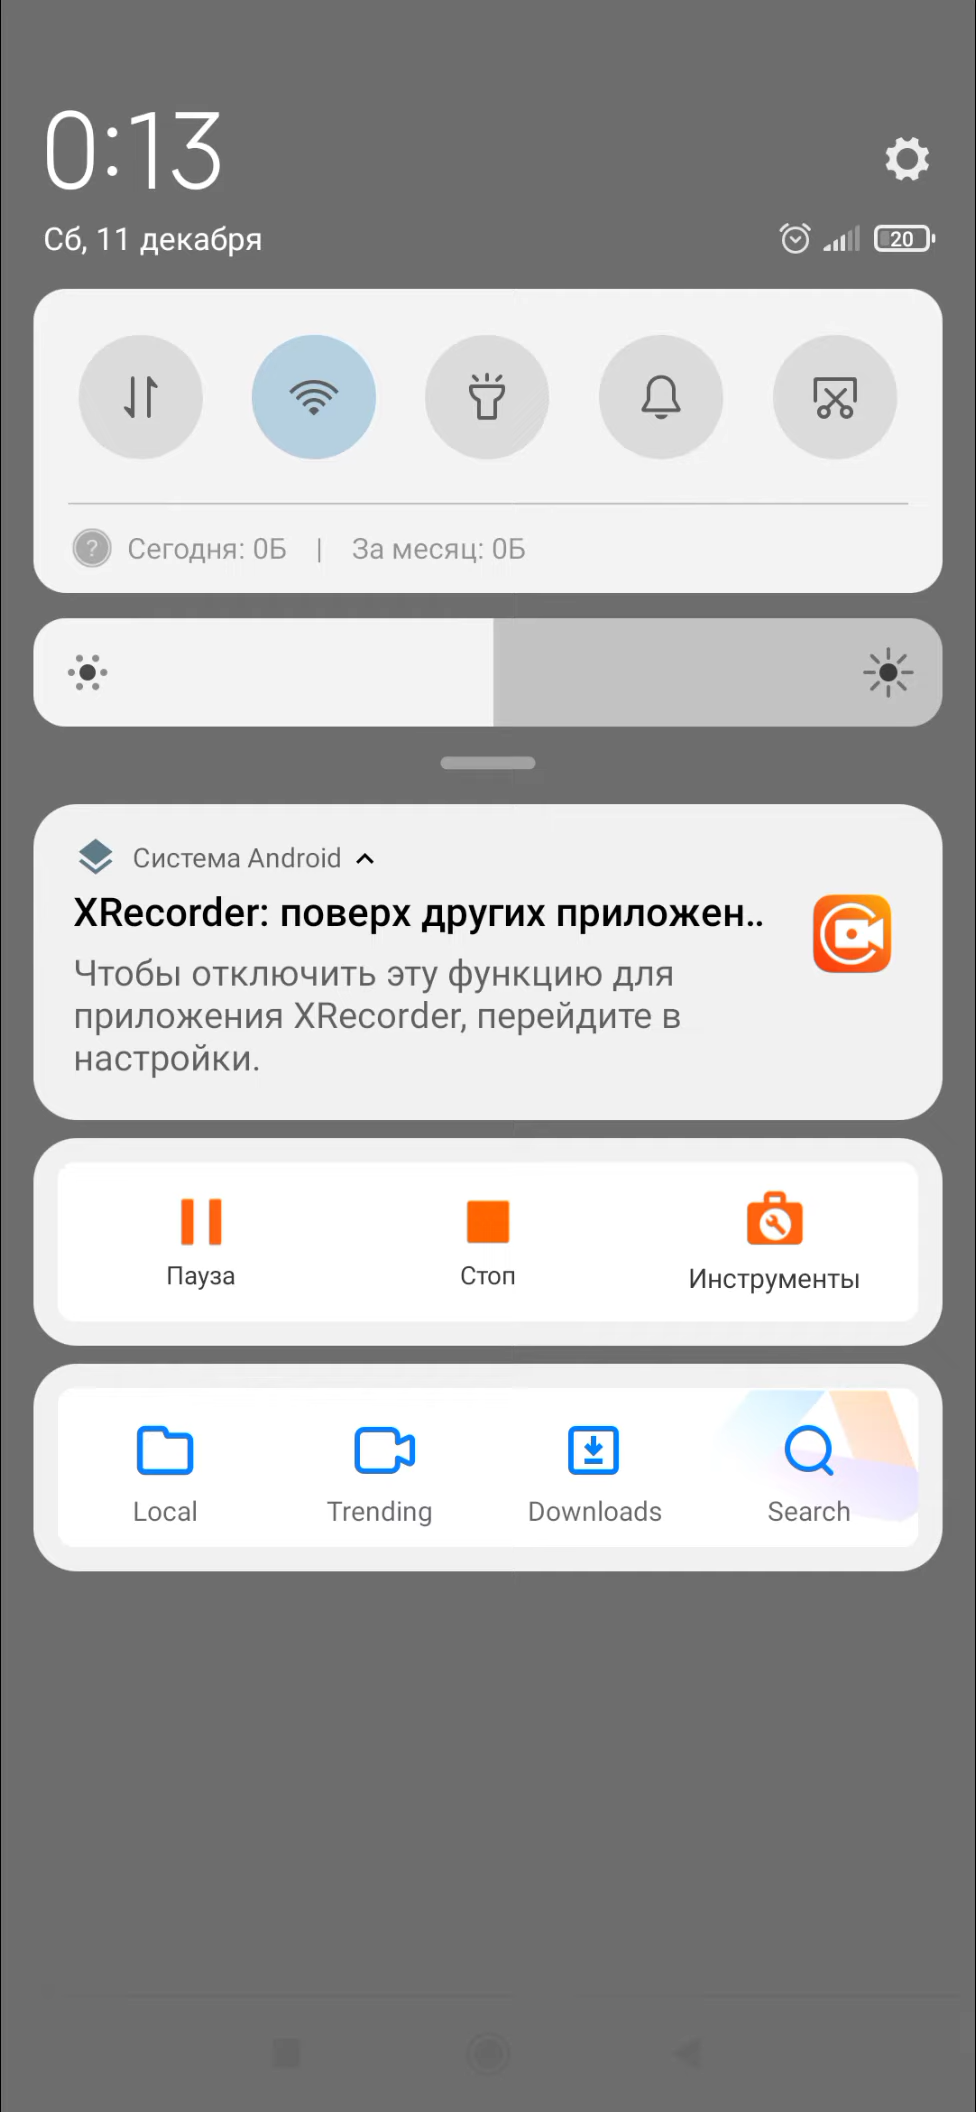 0:13
Сб, 11 декабря
20
Сегодня: 0Б | За месяц: 0Б
Система Android
XRecorder: поверх других приложен..
Чтобы отключить эту функцию для
приложения XRecorder, перейдите в
настройки.
Пауза Стоп Инструменты
Local Trending Downloads Search